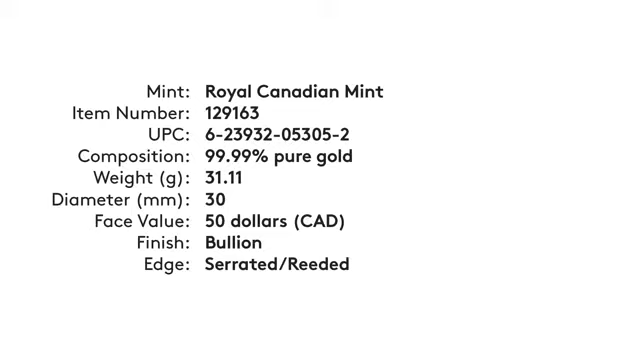 Mint: Royal Canadian Mint
Item Number: 129163
UPC: 6-23932-05305-2
Composition: 99.99% pure gold
Weight (g): 31.11
Diameter (mm): 30
Face Value: 50 dollars (CAD)
Finish: Bullion
Edge: Serrated/Reeded